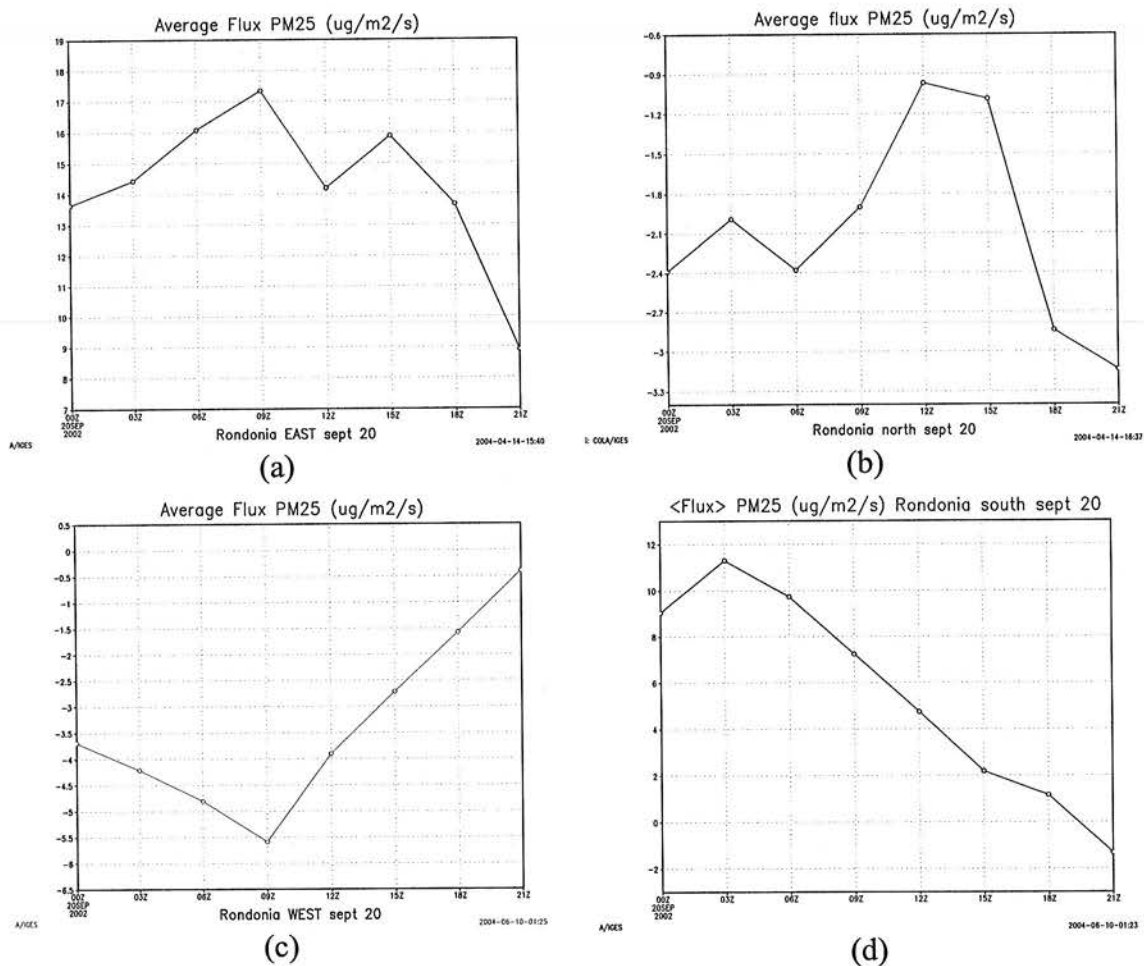 Average Flux PM25 (ug/m2/s)
19
18
17
16
15
14
13
12
11
10
9
8
7
00Z 03Z 06Z 09Z 12Z 15Z 18Z 21Z
20SEP
2002
Rondonia EAST sept 20
A/IGES
2004-04-14-15:40
(a)
Average flux PM25 (ug/m2/s)
-0.6
-0.9
-1.2
-1.5
-1.8
-2.1
-2.4
-2.7
-3
-3.3
00Z 03Z 06Z 09Z 12Z 15Z 18Z 21Z
20SEP
2002
Rondonia north sept 20
: COLA/IGES
2004-04-14-16:37
(b)
Average Flux PM25 (ug/m2/s)
0.5
0
-0.5
-1
-1.5
-2
-2.5
-3
-3.5
-4
-4.5
-5
-5.5
-6
-6.5
00Z 03Z 06Z 09Z 12Z 15Z 18Z 21Z
20SEP
2002
Rondonia WEST sept 20
A/IGES
2004-06-10-01:25
(c)
<Flux> PM25 (ug/m2/s) Rondonia south sept 20
12
10
8
6
4
2
0
-2
00Z 03Z 06Z 09Z 12Z 15Z 18Z 21Z
20SEP
2002
A/IGES
2004-06-10-01:23
(d)